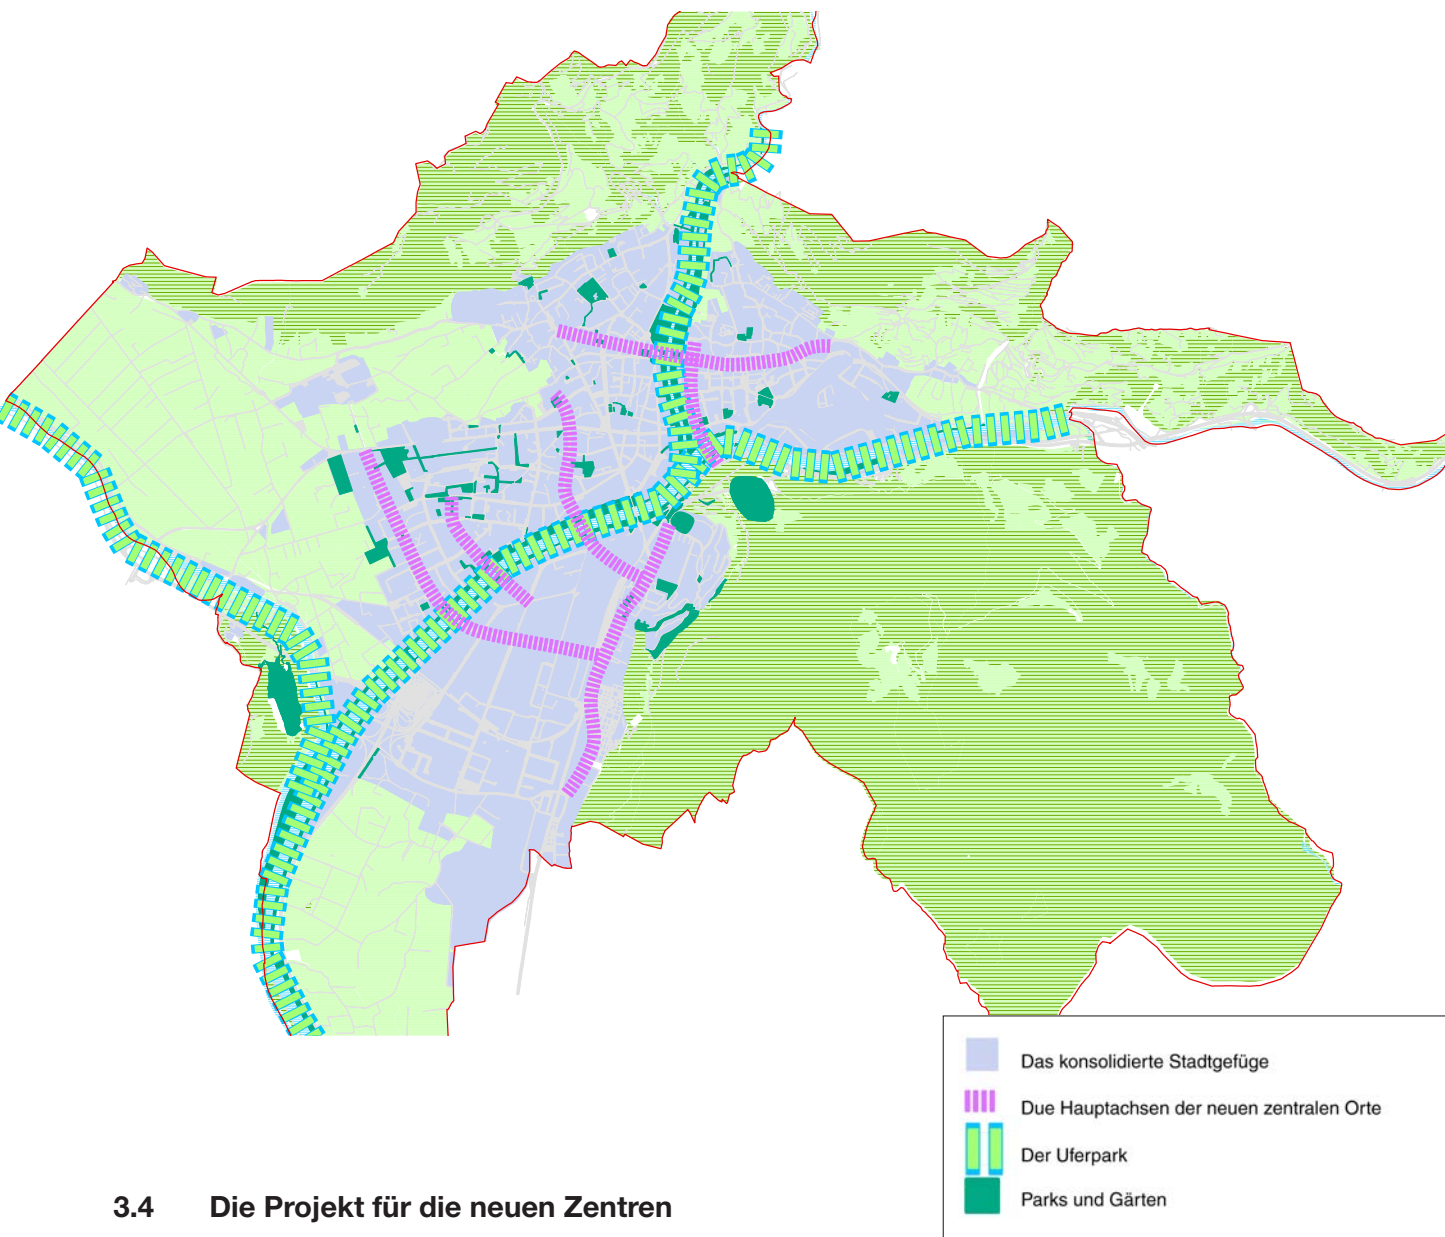 Das konsolidierte Stadtgefüge
Due Hauptachsen der neuen zentralen Orte
Der Uferpark
Parks und Gärten
3.4 Die Projekt für die neuen Zentren